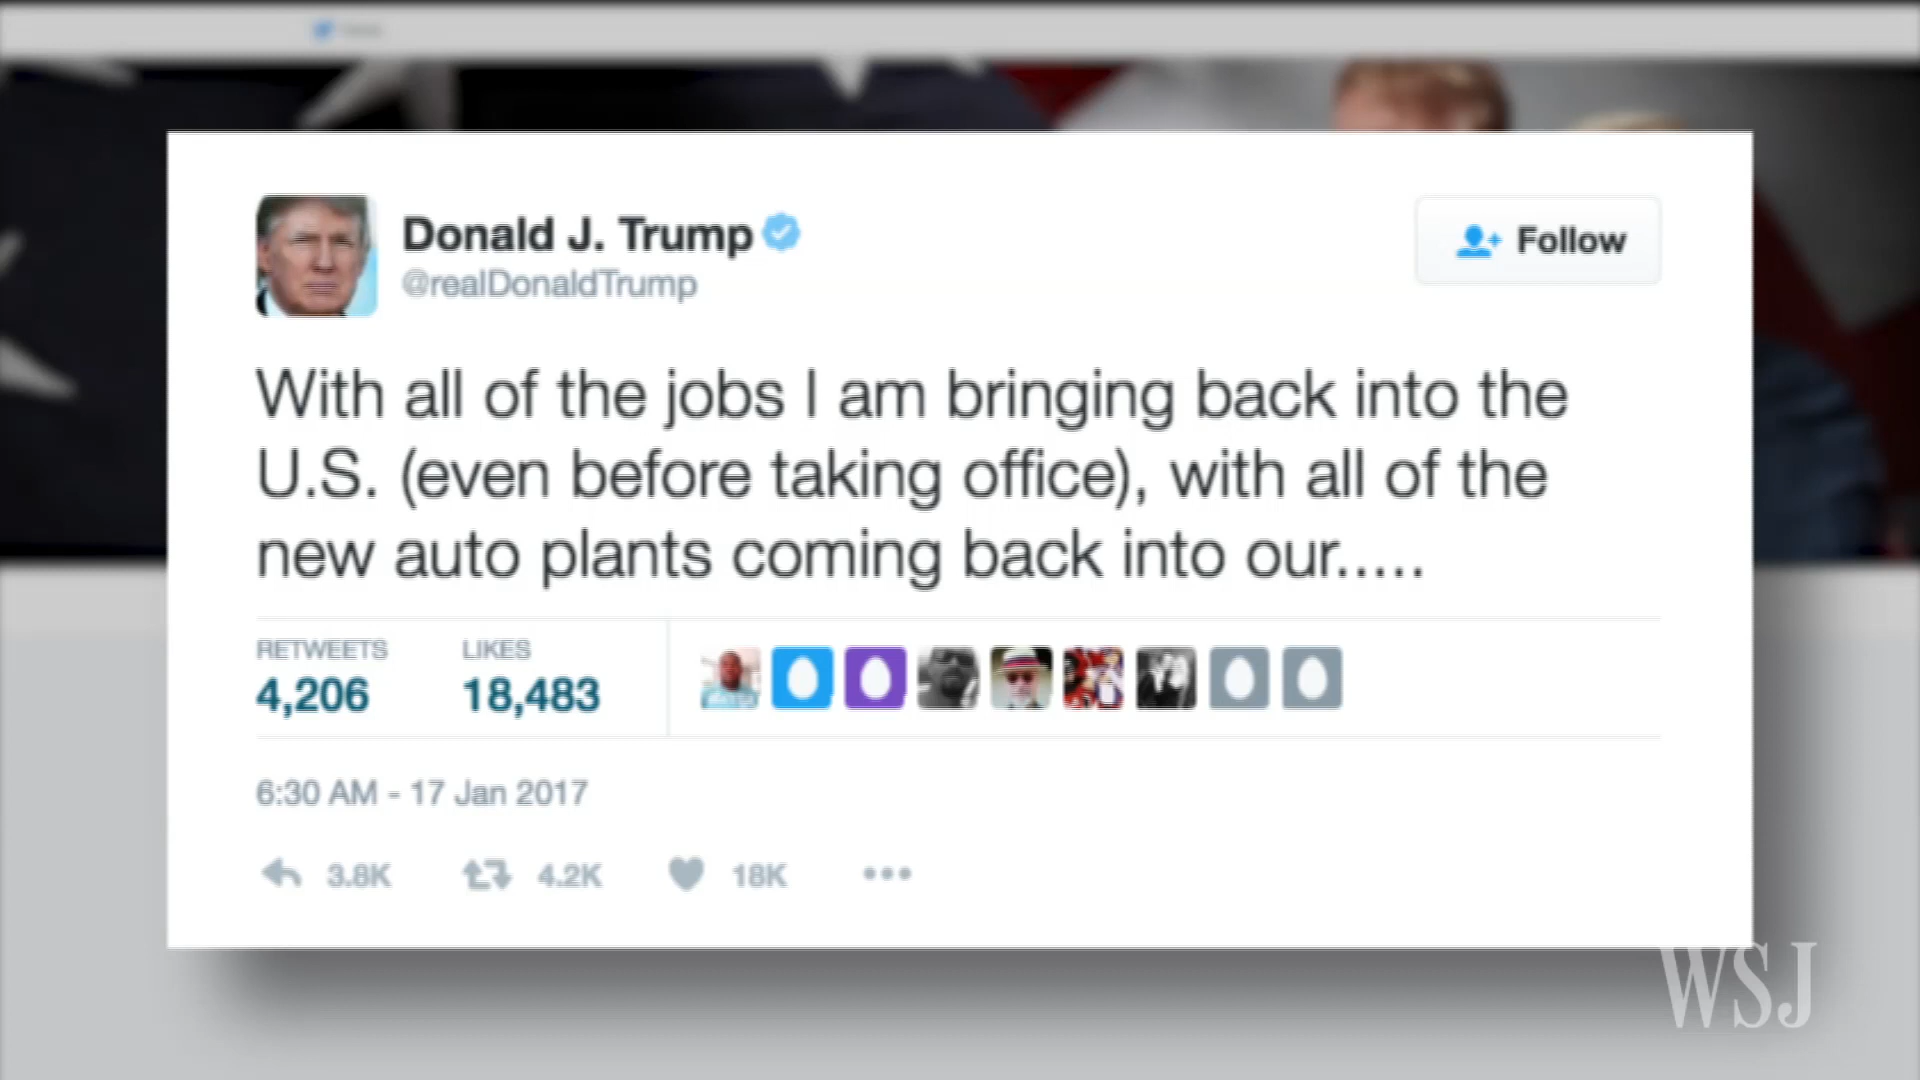 Donald J. Trump
@realDonaldTrump
Follow
With all of the jobs I am bringing back into the
U.S. (even before taking office), with all of the
new auto plants coming back into our.....
RETWEETS LIKES
4,206 18,483
6:30 AM - 17 Jan 2017
3.8K 4.2K 18K
WSJ